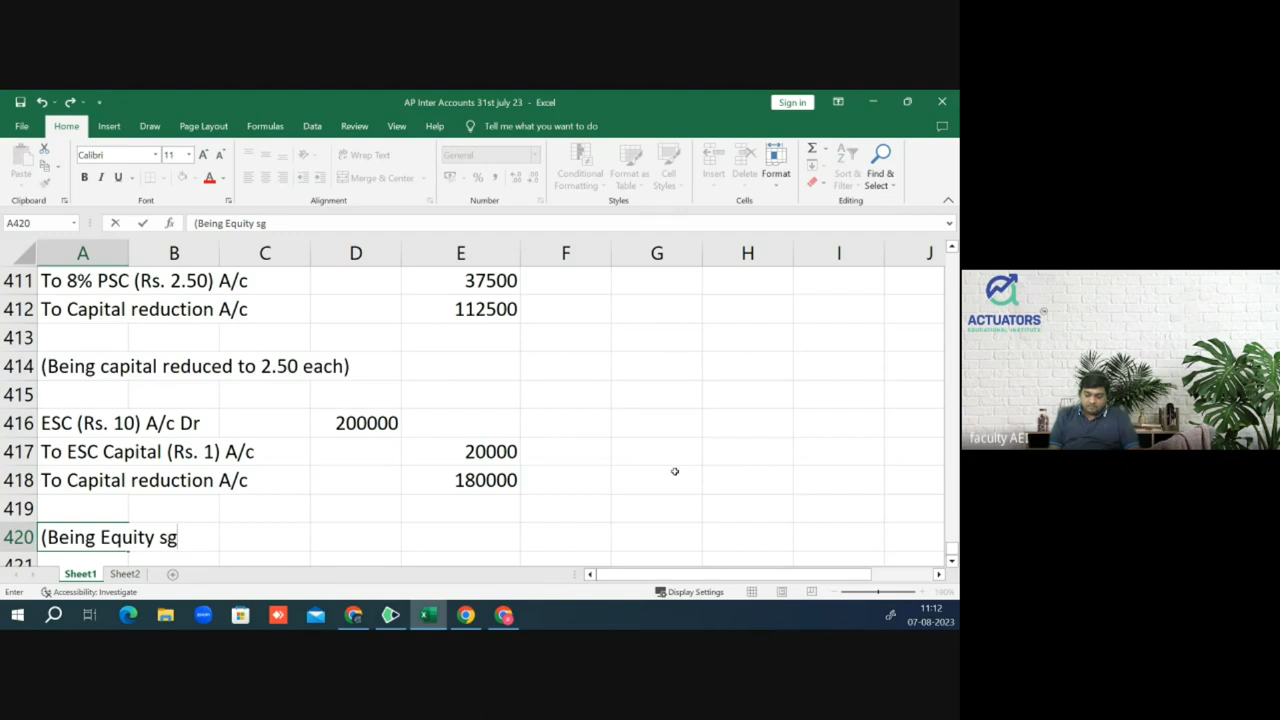 AP Inter Accounts 31st july 23 - Excel
Sign in
File Home Insert Draw Page Layout Formulas Data Review View Help Tell me what you want to do
Paste
Calibri 11
Wrap Text
General
Merge & Center
Conditional Formatting
Format as Table
Cell Styles
Insert Delete Format
Sort & Filter
Find & Select
Clipboard Font Alignment Number Styles Cells Editing
A420 (Being Equity sg
A B C D E F G H I J
411 To 8% PSC (Rs. 2.50) A/c 37500
412 To Capital reduction A/c 112500
413
414 (Being capital reduced to 2.50 each)
415
416 ESC (Rs. 10) A/c Dr 200000
417 To ESC Capital (Rs. 1) A/c 20000
418 To Capital reduction A/c 180000
419
420 (Being Equity sg
421
Sheet1 Sheet2
Enter Accessibility: Investigate Display Settings 190%
11:12
07-08-2023
ACTUATORS
EDUCATIONAL INSTITUTE
faculty AEI